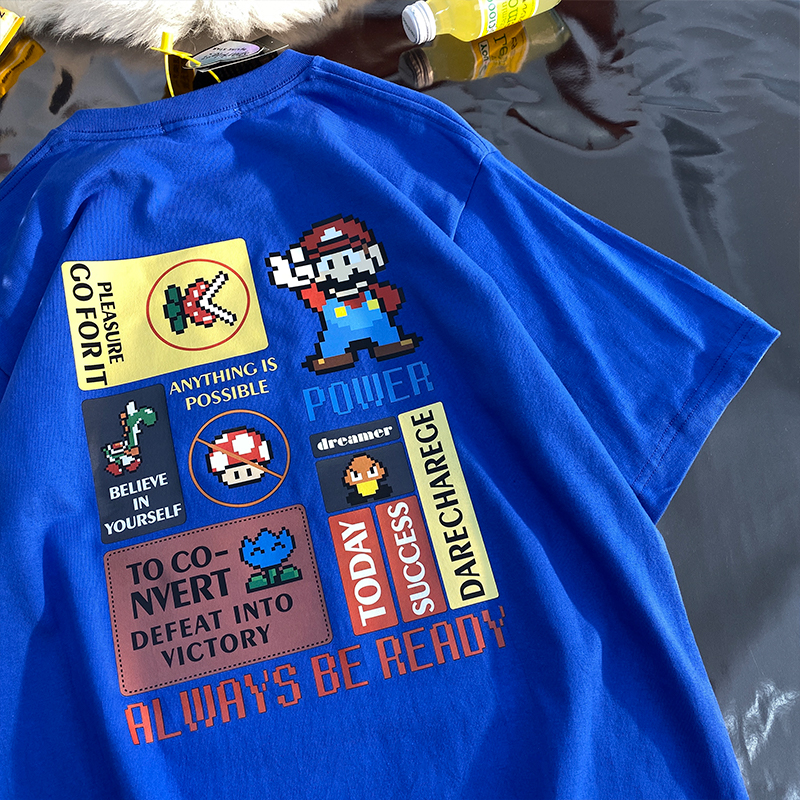 PLEASURE
GO FOR IT
ANYTHING IS
POSSIBLE
POWER
BELIEVE
IN
YOURSELF
dreamer
TODAY
SUCCESS
DARECHARECE
TO CO-
NVERT
DEFEAT INTO
VICTORY
ALWAYS BE READY